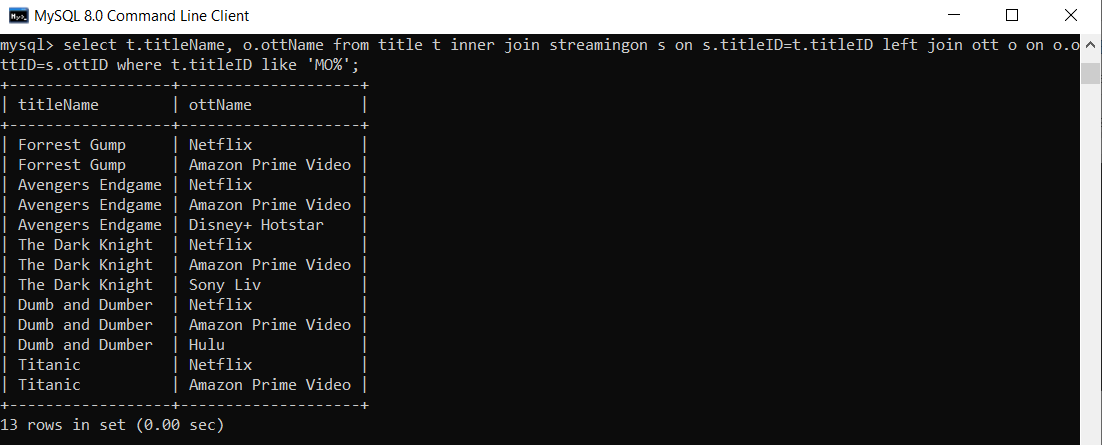 MySQL 8.0 Command Line Client
mysql> select t.titleName, o.ottName from title t inner join streamingon s on s.titleID=t.titleID left join ott o on o.o
ttID=s.ottID where t.titleID like 'MO%';
+------------------+--------------------+
| titleName        | ottName            |
+------------------+--------------------+
| Forrest Gump     | Netflix            |
| Forrest Gump     | Amazon Prime Video |
| Avengers Endgame | Netflix            |
| Avengers Endgame | Amazon Prime Video |
| Avengers Endgame | Disney+ Hotstar    |
| The Dark Knight  | Netflix            |
| The Dark Knight  | Amazon Prime Video |
| The Dark Knight  | Sony Liv           |
| Dumb and Dumber  | Netflix            |
| Dumb and Dumber  | Amazon Prime Video |
| Dumb and Dumber  | Hulu               |
| Titanic          | Netflix            |
| Titanic          | Amazon Prime Video |
+------------------+--------------------+
13 rows in set (0.00 sec)